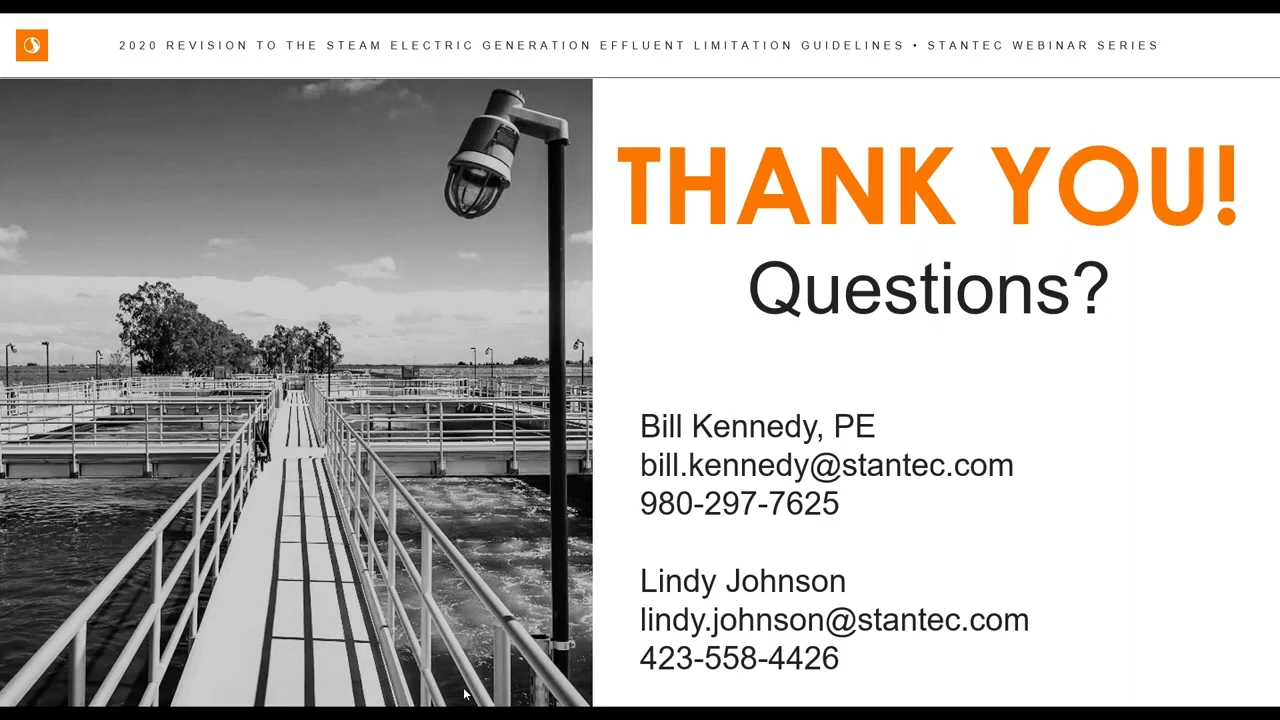 2020 REVISION TO THE STEAM ELECTRIC GENERATION EFFLUENT LIMITATION GUIDELINES • STANTEC WEBINAR SERIES
THANK YOU!
Questions?
Bill Kennedy, PE
bill.kennedy@stantec.com
980-297-7625
Lindy Johnson
lindy.johnson@stantec.com
423-558-4426